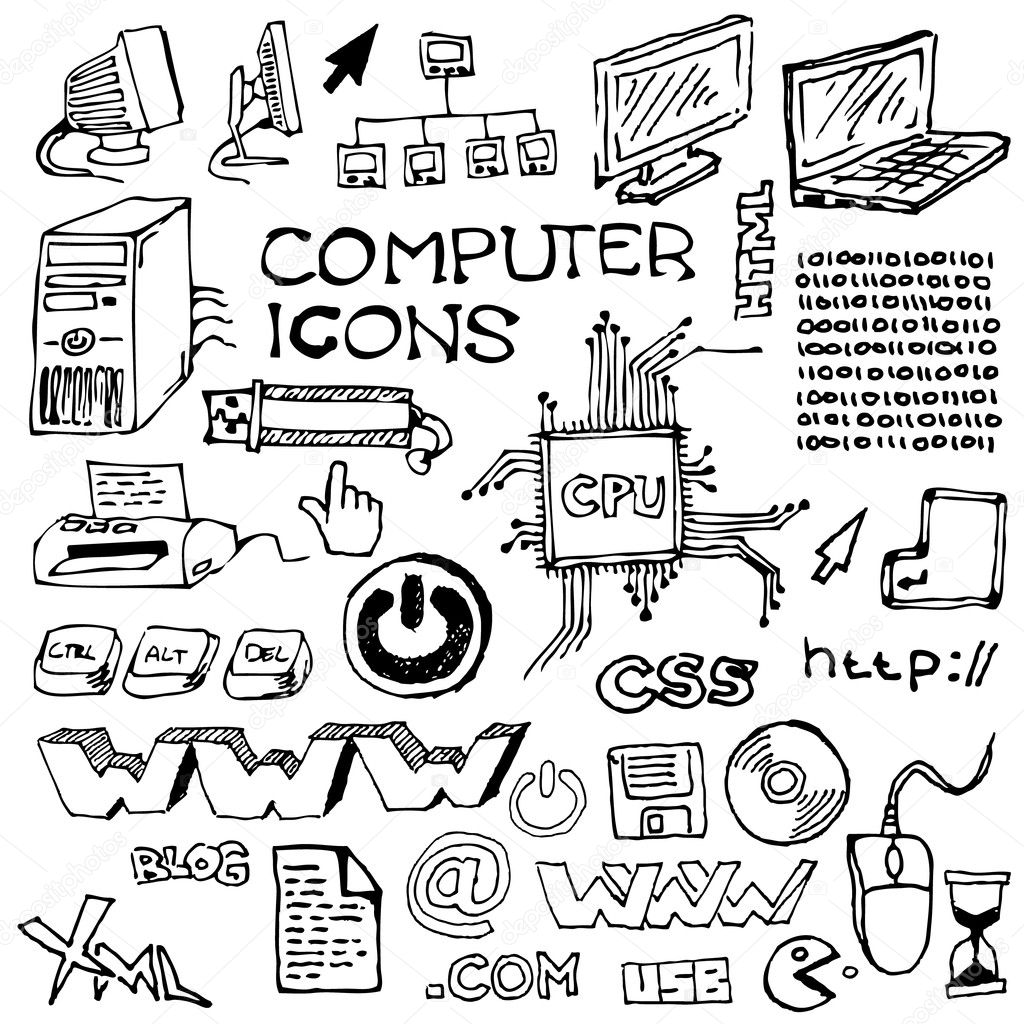 HTML
COMPUTER
ICONS
CPU
CTRL ALT DEL
CSS
http://
WWW
BLOG
@
WWW
XML
.COM
USB